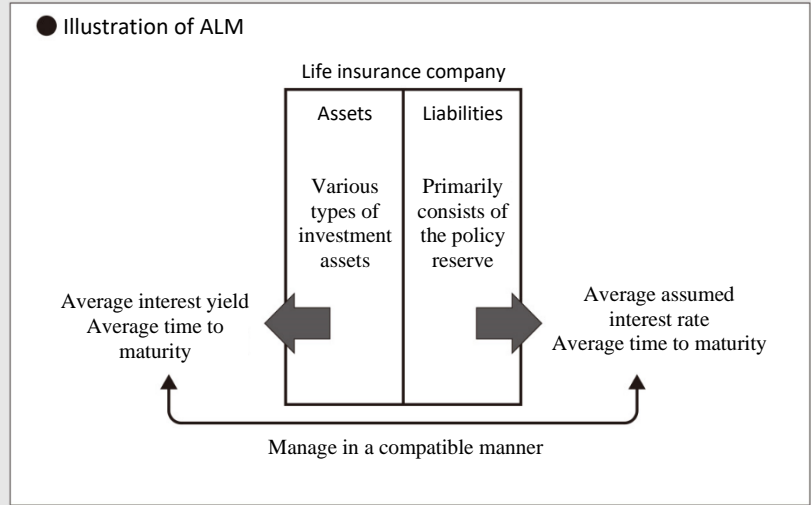 ● Illustration of ALM
Life insurance company
Assets
Liabilities
Various
types of
investment
assets
Primarily
consists of
the policy
reserve
Average interest yield
Average time to
maturity
Average assumed
interest rate
Average time to maturity
Manage in a compatible manner